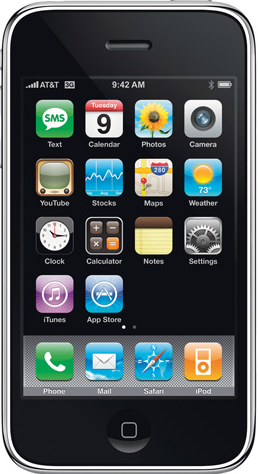 AT&T 3G 9:42 AM
SMS Tuesday 9 280
Text Calendar Photos Camera
73°
YouTube Stocks Maps Weather
Clock Calculator Notes Settings
iTunes App Store
Phone Mail Safari iPod